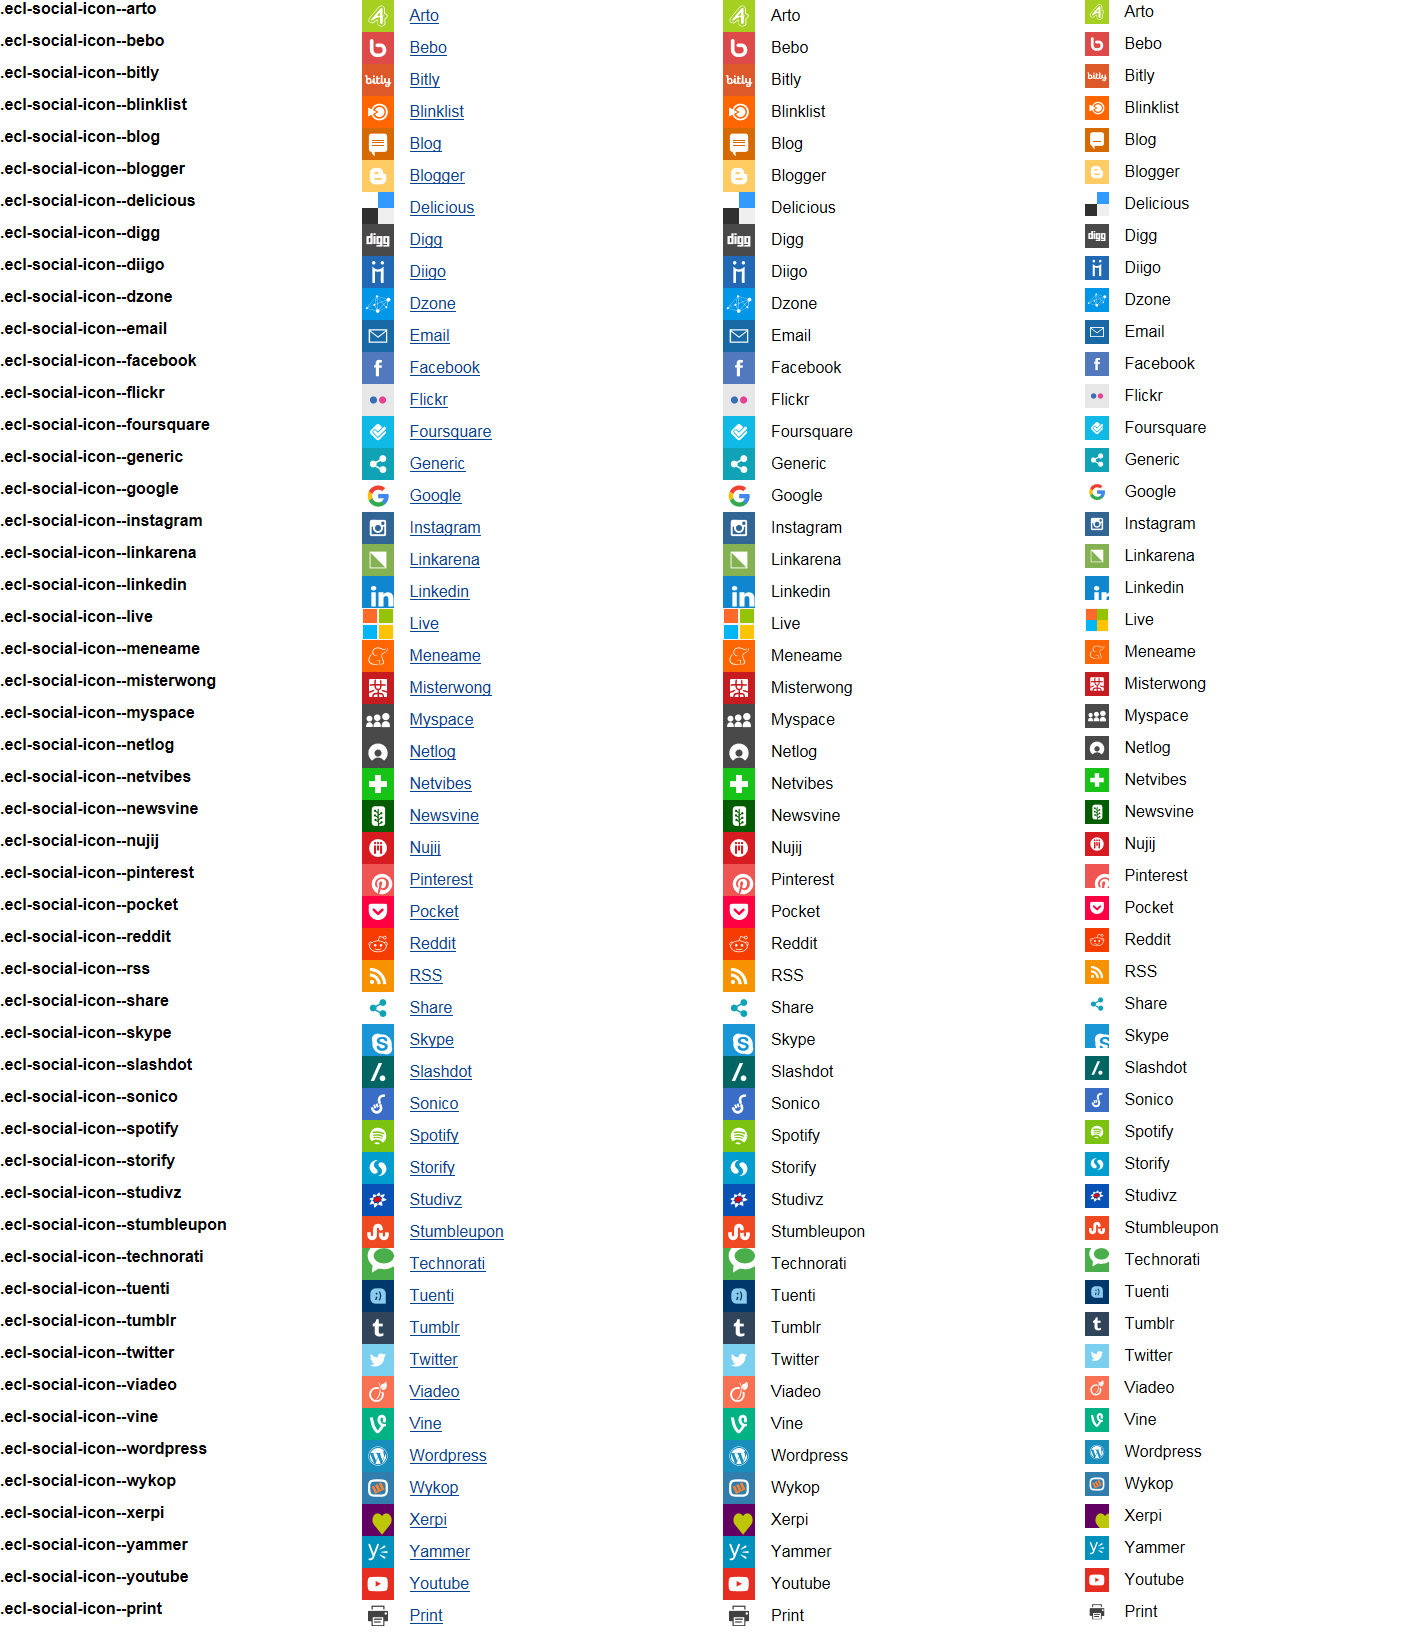 .ecl-social-icon--arto Arto Arto Arto
.ecl-social-icon--bebo Bebo Bebo Bebo
.ecl-social-icon--bitly bitly Bitly bitly Bitly bitly Bitly
.ecl-social-icon--blinklist Blinklist Blinklist Blinklist
.ecl-social-icon--blog Blog Blog Blog
.ecl-social-icon--blogger Blogger Blogger Blogger
.ecl-social-icon--delicious Delicious Delicious Delicious
.ecl-social-icon--digg digg Digg digg Digg digg Digg
.ecl-social-icon--diigo Diigo Diigo Diigo
.ecl-social-icon--dzone Dzone Dzone Dzone
.ecl-social-icon--email Email Email Email
.ecl-social-icon--facebook f Facebook f Facebook f Facebook
.ecl-social-icon--flickr Flickr Flickr Flickr
.ecl-social-icon--foursquare Foursquare Foursquare Foursquare
.ecl-social-icon--generic Generic Generic Generic
.ecl-social-icon--google G Google G Google G Google
.ecl-social-icon--instagram Instagram Instagram Instagram
.ecl-social-icon--linkarena Linkarena Linkarena Linkarena
.ecl-social-icon--linkedin in Linkedin in Linkedin in Linkedin
.ecl-social-icon--live Live Live Live
.ecl-social-icon--meneame Meneame Meneame Meneame
.ecl-social-icon--misterwong Misterwong Misterwong Misterwong
.ecl-social-icon--myspace Myspace Myspace Myspace
.ecl-social-icon--netlog Netlog Netlog Netlog
.ecl-social-icon--netvibes Netvibes Netvibes Netvibes
.ecl-social-icon--newsvine Newsvine Newsvine Newsvine
.ecl-social-icon--nujij Nujij Nujij Nujij
.ecl-social-icon--pinterest Pinterest Pinterest Pinterest
.ecl-social-icon--pocket Pocket Pocket Pocket
.ecl-social-icon--reddit Reddit Reddit Reddit
.ecl-social-icon--rss RSS RSS RSS
.ecl-social-icon--share Share Share Share
.ecl-social-icon--skype S Skype S Skype S Skype
.ecl-social-icon--slashdot /. Slashdot /. Slashdot /. Slashdot
.ecl-social-icon--sonico Sonico Sonico Sonico
.ecl-social-icon--spotify Spotify Spotify Spotify
.ecl-social-icon--storify Storify Storify Storify
.ecl-social-icon--studivz Studivz Studivz Studivz
.ecl-social-icon--stumbleupon Stumbleupon Stumbleupon Stumbleupon
.ecl-social-icon--technorati Technorati Technorati Technorati
.ecl-social-icon--tuenti Tuenti Tuenti Tuenti
.ecl-social-icon--tumblr t Tumblr t Tumblr t Tumblr
.ecl-social-icon--twitter Twitter Twitter Twitter
.ecl-social-icon--viadeo Viadeo Viadeo Viadeo
.ecl-social-icon--vine Vine Vine Vine
.ecl-social-icon--wordpress W Wordpress W Wordpress W Wordpress
.ecl-social-icon--wykop Wykop Wykop Wykop
.ecl-social-icon--xerpi Xerpi Xerpi Xerpi
.ecl-social-icon--yammer Yammer Yammer Yammer
.ecl-social-icon--youtube Youtube Youtube Youtube
.ecl-social-icon--print Print Print Print